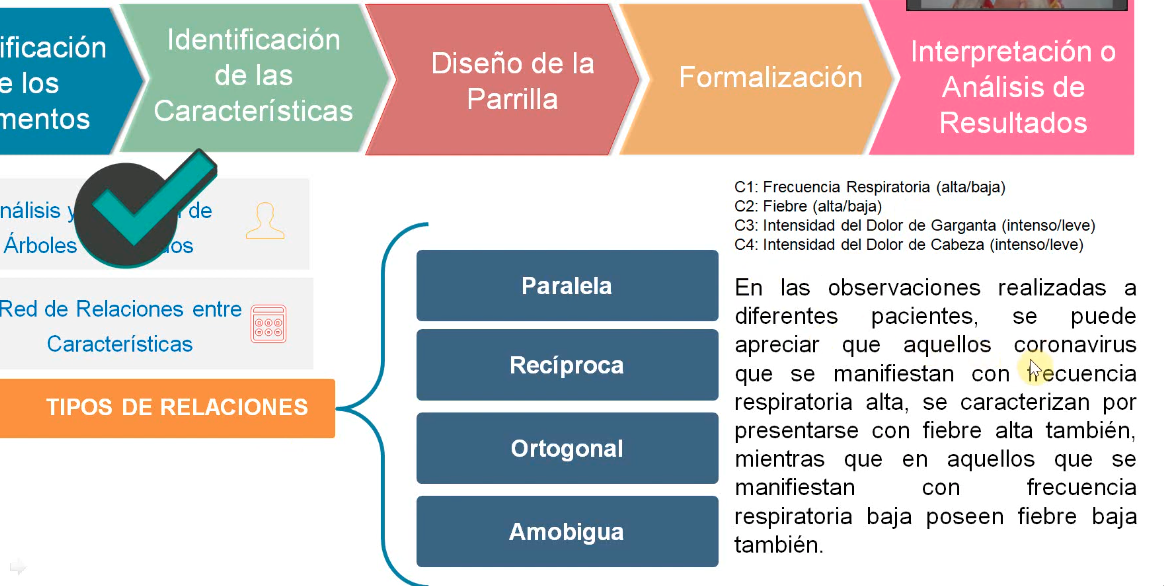 ificación
e los
mentos
Identificación
de las
Características
Diseño de la
Parrilla
Formalización
Interpretación o
Análisis de
Resultados
nálisis y de
Árboles os
Red de Relaciones entre
Características
TIPOS DE RELACIONES
Paralela
Recíproca
Ortogonal
Amobigua
C1: Frecuencia Respiratoria (alta/baja)
C2: Fiebre (alta/baja)
C3: Intensidad del Dolor de Garganta (intenso/leve)
C4: Intensidad del Dolor de Cabeza (intenso/leve)
En las observaciones realizadas a
diferentes pacientes, se puede
apreciar que aquellos coronavirus
que se manifiestan con frecuencia
respiratoria alta, se caracterizan por
presentarse con fiebre alta también,
mientras que en aquellos que se
manifiestan con frecuencia
respiratoria baja poseen fiebre baja
también.